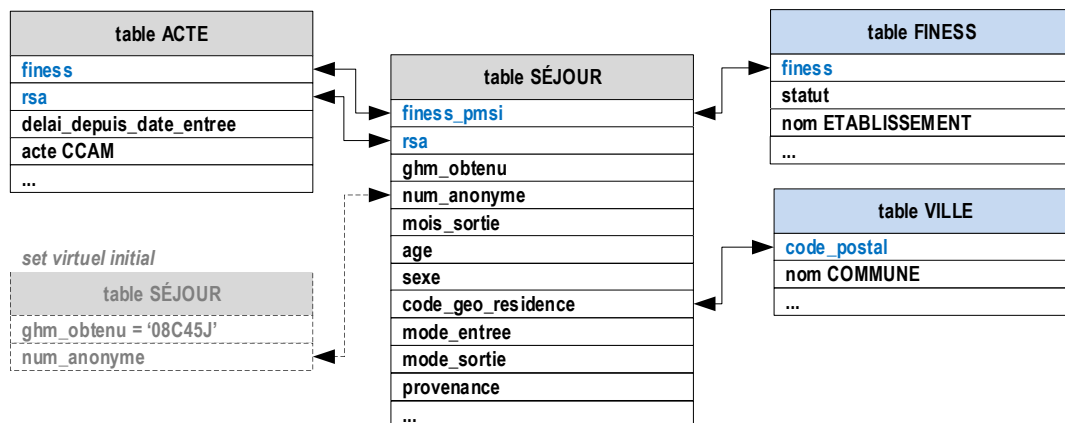 table ACTE
finess
rsa
delai_depuis_date_entree
acte CCAM
...
set virtuel initial
table SÉJOUR
ghm_obtenu = ‘08C45J’
num_anonyme
table SÉJOUR
finess_pmsi
rsa
ghm_obtenu
num_anonyme
mois_sortie
age
sexe
code_geo_residence
mode_entree
mode_sortie
provenance
...
table FINESS
finess
statut
nom ETABLISSEMENT
...
table VILLE
code_postal
nom COMMUNE
...